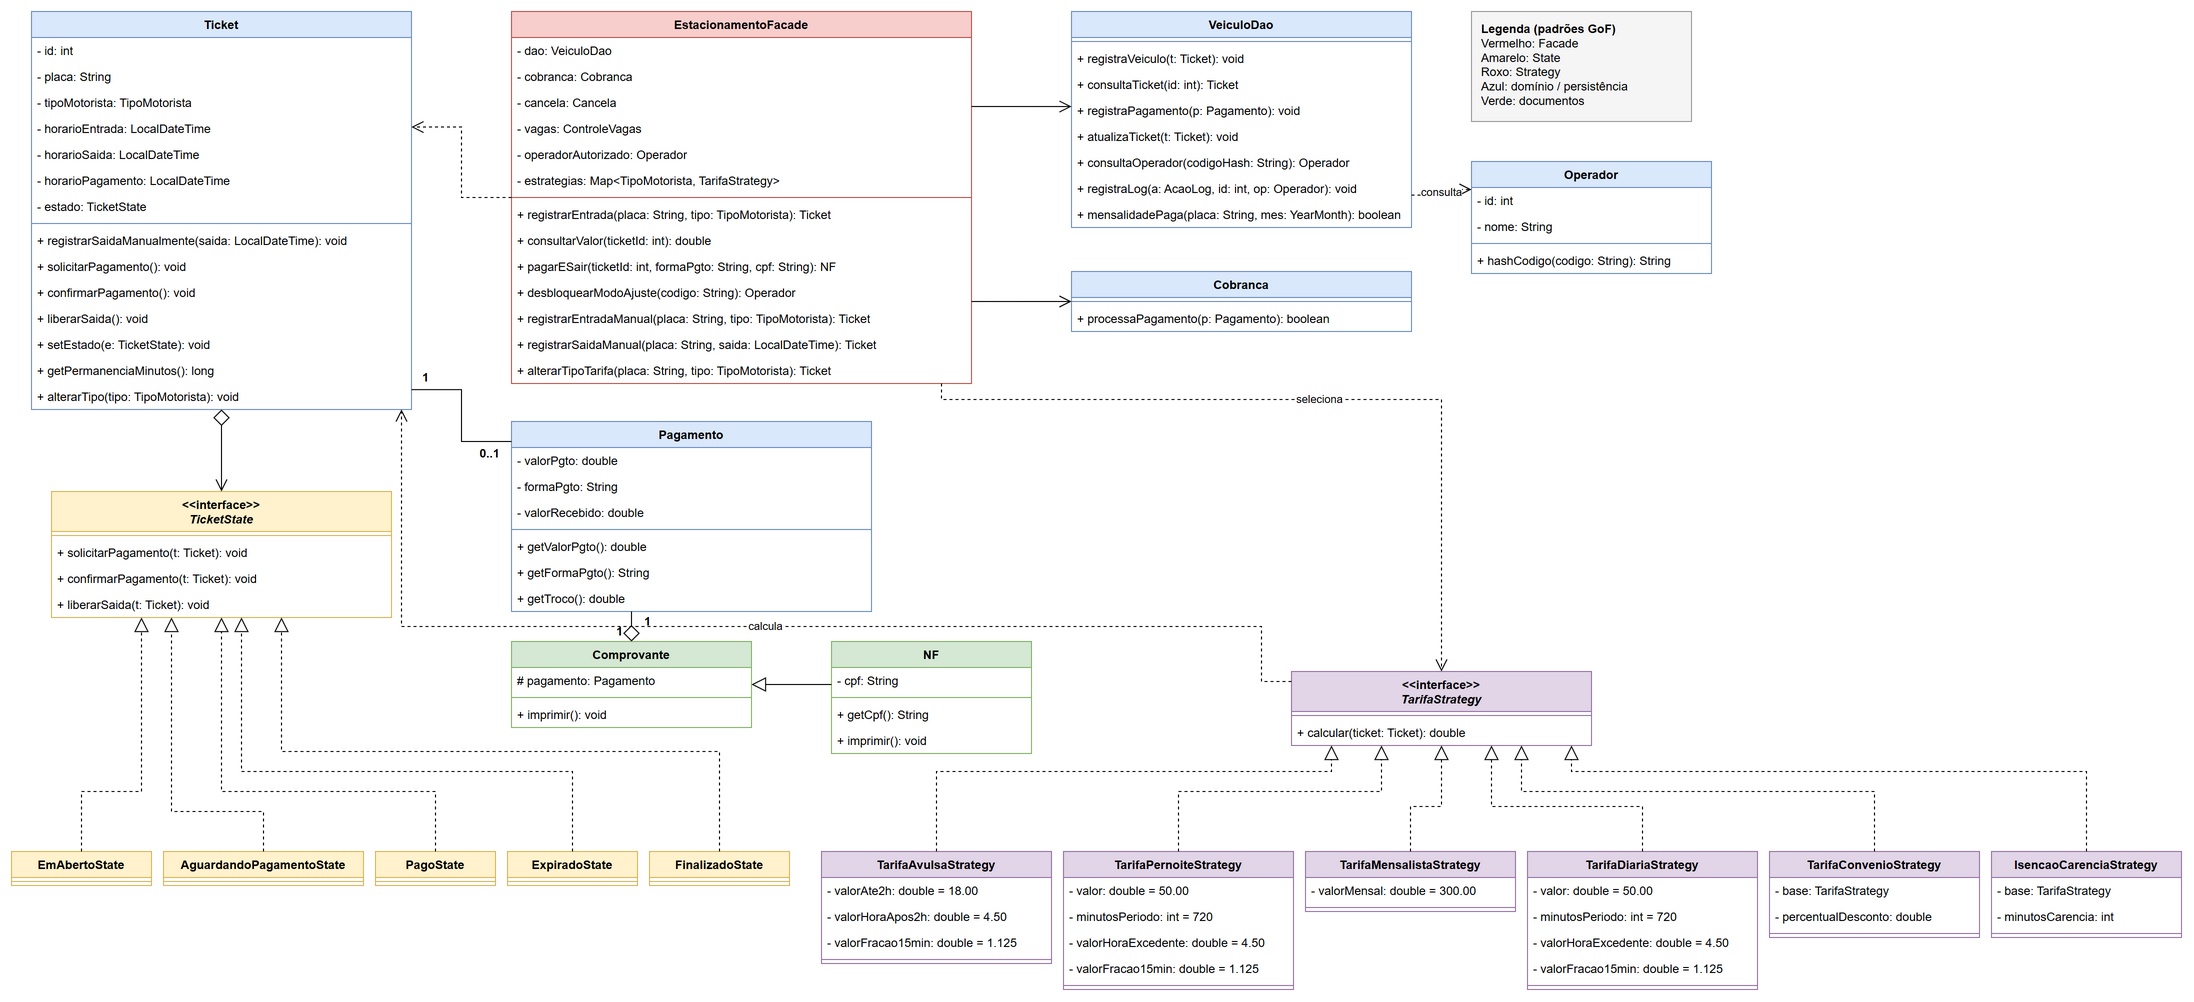 Ticket
- id: int
- placa: String
- tipoMotorista: TipoMotorista
- horarioEntrada: LocalDateTime
- horarioSaida: LocalDateTime
- horarioPagamento: LocalDateTime
- estado: TicketState
+ registrarSaidaManualmente(saida: LocalDateTime): void
+ solicitarPagamento(): void
+ confirmarPagamento(): void
+ liberarSaida(): void
+ setEstado(e: TicketState): void
+ getPermanenciaMinutos(): long
+ alterarTipo(tipo: TipoMotorista): void
EstacionamentoFacade
- dao: VeiculoDao
- cobranca: Cobranca
- cancela: Cancela
- vagas: ControleVagas
- operadorAutorizado: Operador
- estrategias: Map<TipoMotorista, TarifaStrategy>
+ registrarEntrada(placa: String, tipo: TipoMotorista): Ticket
+ consultarValor(ticketId: int): double
+ pagarESair(ticketId: int, formaPgto: String, cpf: String): NF
+ desbloquearModoAjuste(codigo: String): Operador
+ registrarEntradaManual(placa: String, tipo: TipoMotorista): Ticket
+ registrarSaidaManual(placa: String, saida: LocalDateTime): Ticket
+ alterarTipoTarifa(placa: String, tipo: TipoMotorista): Ticket
VeiculoDao
+ registraVeiculo(t: Ticket): void
+ consultaTicket(id: int): Ticket
+ registraPagamento(p: Pagamento): void
+ atualizaTicket(t: Ticket): void
+ consultaOperador(codigoHash: String): Operador
+ registraLog(a: AcaoLog, id: int, op: Operador): void
+ mensalidadePaga(placa: String, mes: YearMonth): boolean
Legenda (padrões GoF)
Vermelho: Facade
Amarelo: State
Roxo: Strategy
Azul: domínio / persistência
Verde: documentos
consulta
Operador
- id: int
- nome: String
+ hashCodigo(codigo: String): String
Cobranca
+ processaPagamento(p: Pagamento): boolean
seleciona
1
0..1
Pagamento
- valorPgto: double
- formaPgto: String
- valorRecebido: double
+ getValorPgto(): double
+ getFormaPgto(): String
+ getTroco(): double
<<interface>>
TicketState
+ solicitarPagamento(t: Ticket): void
+ confirmarPagamento(t: Ticket): void
+ liberarSaida(t: Ticket): void
1
1
calcula
Comprovante
# pagamento: Pagamento
+ imprimir(): void
NF
- cpf: String
+ getCpf(): String
+ imprimir(): void
<<interface>>
TarifaStrategy
+ calcular(ticket: Ticket): double
EmAbertoState
AguardandoPagamentoState
PagoState
ExpiradoState
FinalizadoState
TarifaAvulsaStrategy
- valorAte2h: double = 18.00
- valorHoraApos2h: double = 4.50
- valorFracao15min: double = 1.125
TarifaPernoiteStrategy
- valor: double = 50.00
- minutosPeriodo: int = 720
- valorHoraExcedente: double = 4.50
- valorFracao15min: double = 1.125
TarifaMensalistaStrategy
- valorMensal: double = 300.00
TarifaDiariaStrategy
- valor: double = 50.00
- minutosPeriodo: int = 720
- valorHoraExcedente: double = 4.50
- valorFracao15min: double = 1.125
TarifaConvenioStrategy
- base: TarifaStrategy
- percentualDesconto: double
IsencaoCarenciaStrategy
- base: TarifaStrategy
- minutosCarencia: int